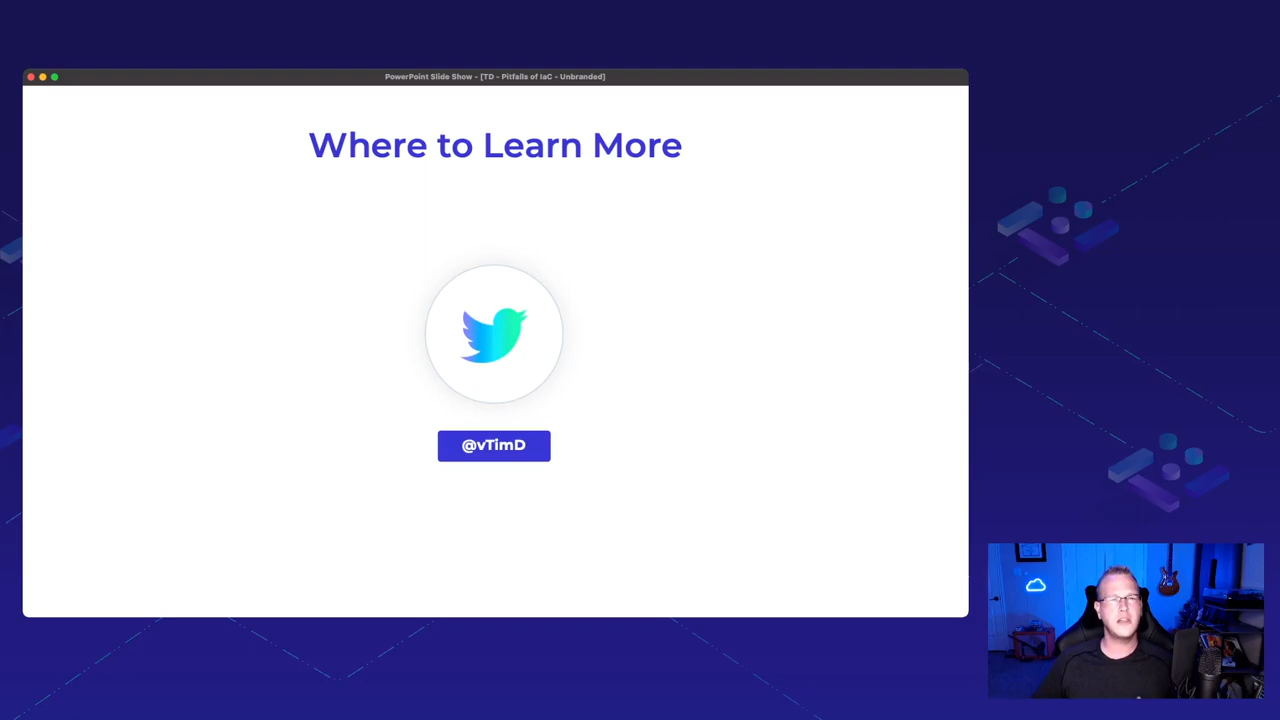 PowerPoint Slide Show - [TD - Pitfalls of IaC - Unbranded]
Where to Learn More
@vTimD